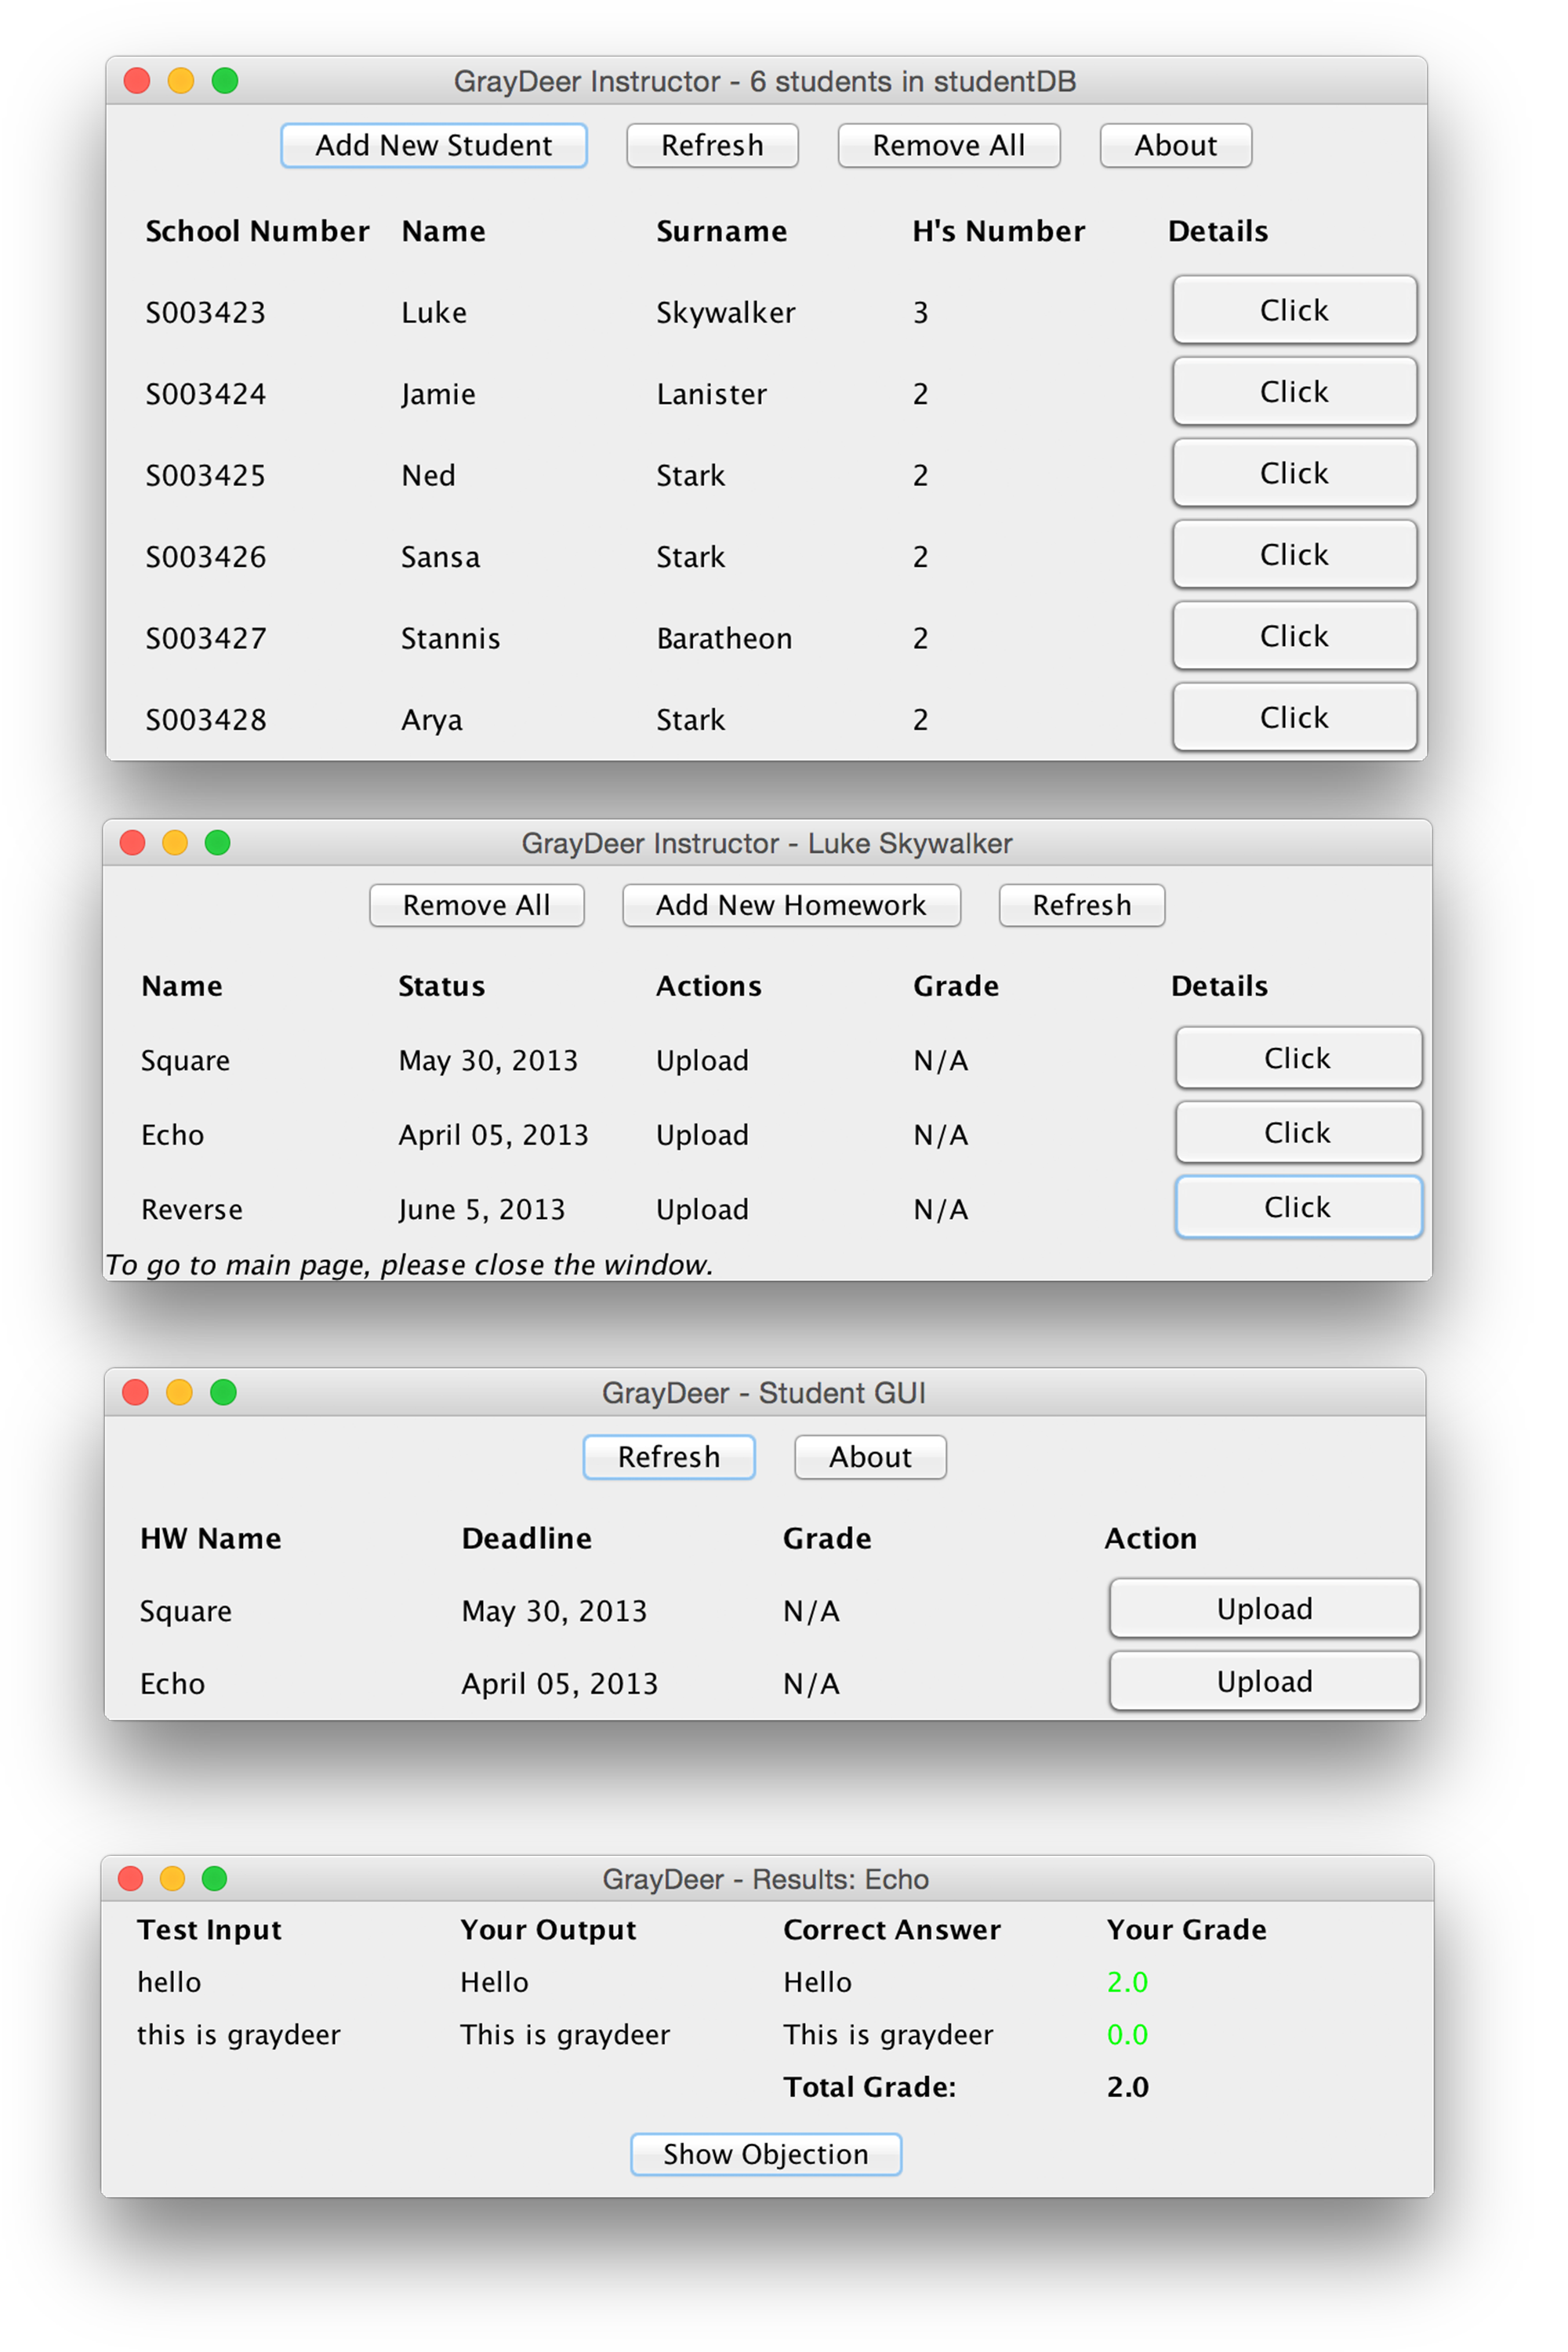 GrayDeer Instructor - 6 students in studentDB
Add New Student Refresh Remove All About
School Number Name Surname H's Number Details
S003423 Luke Skywalker 3 Click
S003424 Jamie Lanister 2 Click
S003425 Ned Stark 2 Click
S003426 Sansa Stark 2 Click
S003427 Stannis Baratheon 2 Click
S003428 Arya Stark 2 Click
GrayDeer Instructor - Luke Skywalker
Remove All Add New Homework Refresh
Name Status Actions Grade Details
Square May 30, 2013 Upload N/A Click
Echo April 05, 2013 Upload N/A Click
Reverse June 5, 2013 Upload N/A Click
To go to main page, please close the window.
GrayDeer - Student GUI
Refresh About
HW Name Deadline Grade Action
Square May 30, 2013 N/A Upload
Echo April 05, 2013 N/A Upload
GrayDeer - Results: Echo
Test Input Your Output Correct Answer Your Grade
hello Hello Hello 2.0
this is graydeer This is graydeer This is graydeer 0.0
Total Grade: 2.0
Show Objection